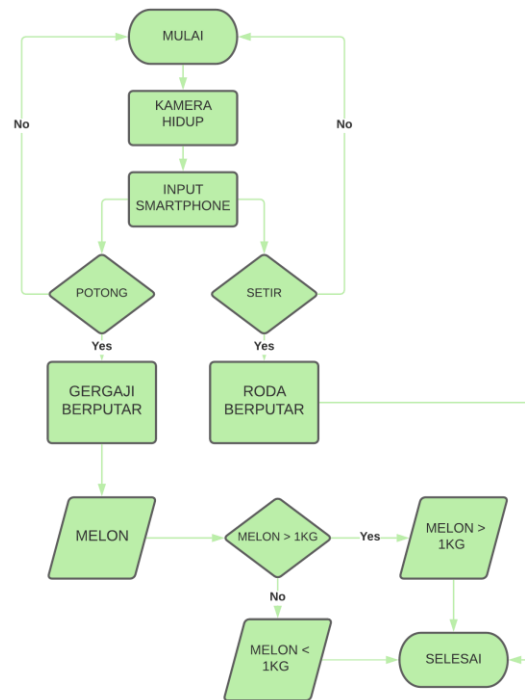 MULAI
KAMERA
HIDUP
No
No
INPUT
SMARTPHONE
POTONG
SETIR
Yes
Yes
GERGAJI
BERPUTAR
RODA
BERPUTAR
MELON
MELON > 1KG
Yes
MELON >
1KG
No
MELON <
1KG
SELESAI